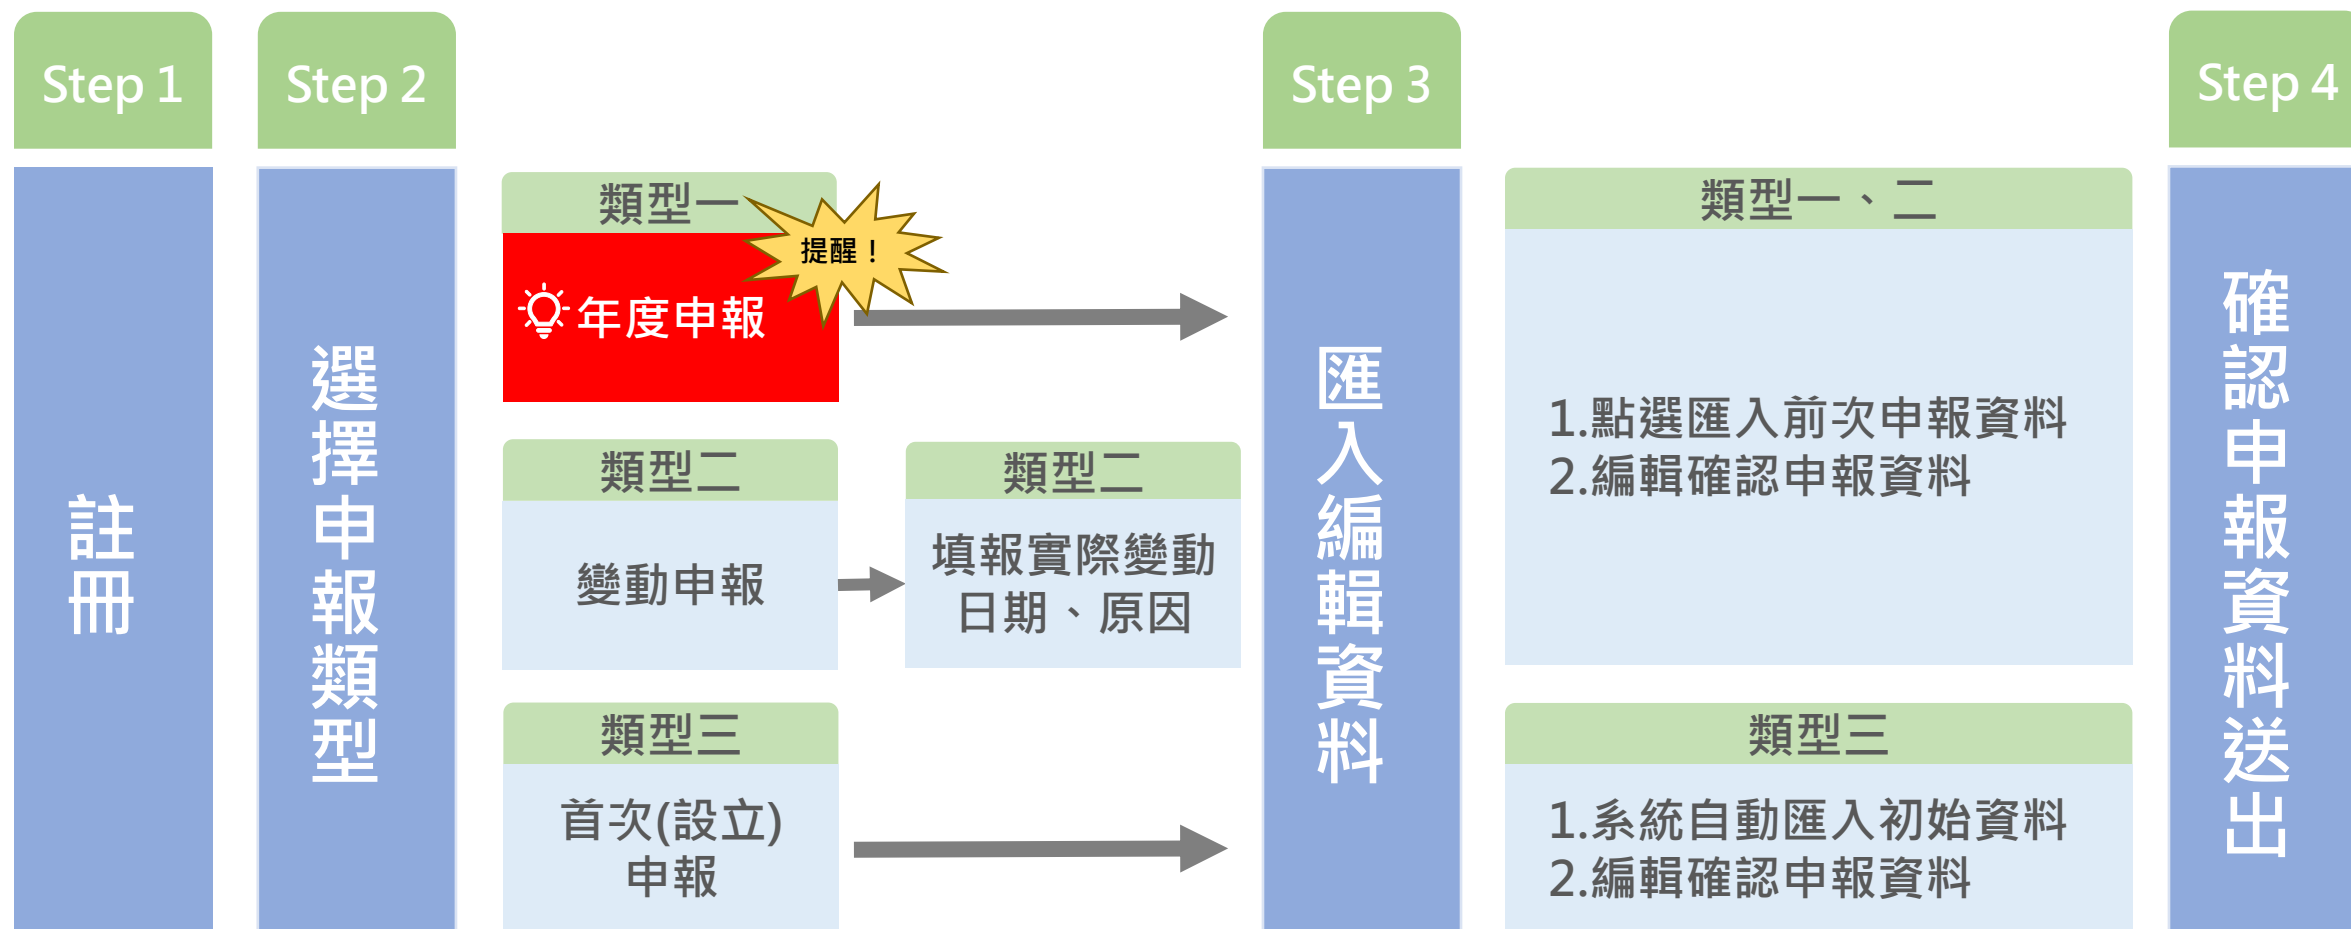 Step 1
註冊
Step 2
選擇申報類型
類型一
提醒！
年度申報
類型二
變動申報
類型二
填報實際變動
日期、原因
類型三
首次(設立)
申報
Step 3
匯入編輯資料
類型一、二
1.點選匯入前次申報資料
2.編輯確認申報資料
類型三
1.系統自動匯入初始資料
2.編輯確認申報資料
Step 4
確認申報資料送出